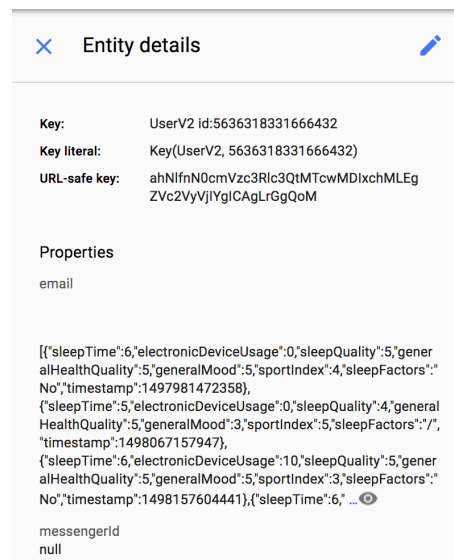 Entity details
Key: UserV2 id:5636318331666432
Key literal: Key(UserV2, 5636318331666432)
URL-safe key: ahNlfnN0cmVzc3Rlc3QtMTcwMDIxchMLEg
ZVc2VyVjIYgICAgLrGgQoM
Properties
email
[{"sleepTime":6,"electronicDeviceUsage":0,"sleepQuality":5,"gener
alHealthQuality":5,"generalMood":5,"sportIndex":4,"sleepFactors":"
No","timestamp":1497981472358},
{"sleepTime":5,"electronicDeviceUsage":0,"sleepQuality":4,"general
HealthQuality":5,"generalMood":3,"sportIndex":5,"sleepFactors":"/",
"timestamp":1498067157947},
{"sleepTime":6,"electronicDeviceUsage":10,"sleepQuality":5,"gener
alHealthQuality":5,"generalMood":5,"sportIndex":3,"sleepFactors":"
No","timestamp":1498157604441},{"sleepTime":6," ...
messengerId
null